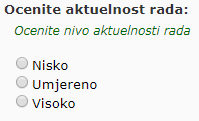 Ocenite aktuelnost rada:
Ocenite nivo aktuelnosti rada
Nisko
Umjereno
Visoko